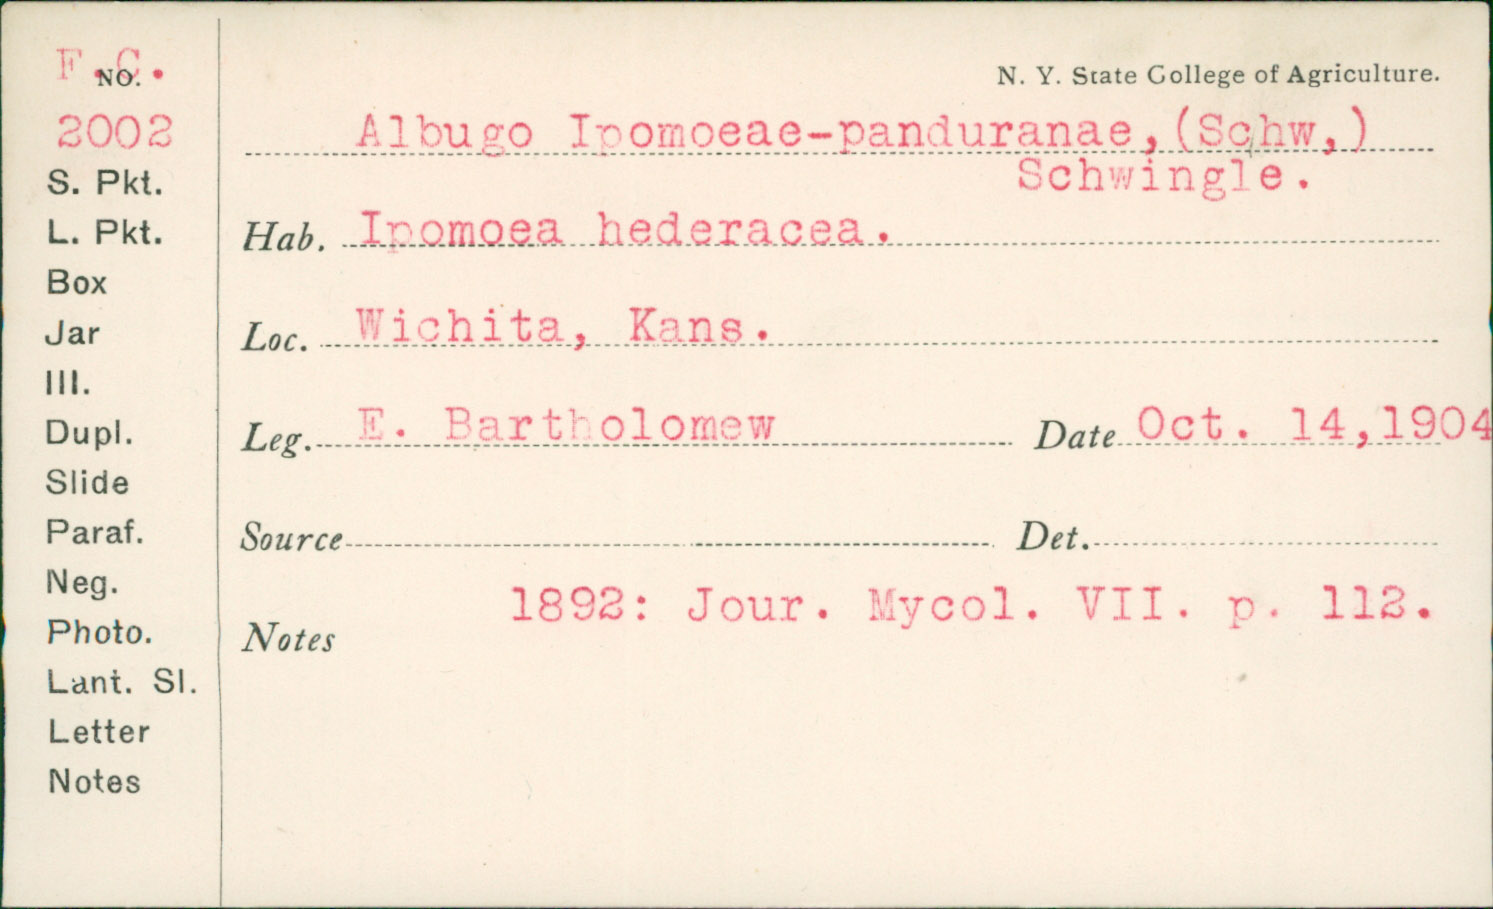 F.C.
NO.
2002
S. Pkt.
L. Pkt.
Box
Jar
Ill.
Dupl.
Slide
Paraf.
Neg.
Photo.
Lant. Sl.
Letter
Notes
N. Y. State College of Agriculture.
Albugo Ipomoeae-panduranae,(Schw,)
Schwingle.
Hab. Ipomoea hederacea.
Loc. Wichita, Kans.
Leg. E. Bartholomew Date Oct. 14,1904
Source Det.
1892: Jour. Mycol. VII. p. 112.
Notes